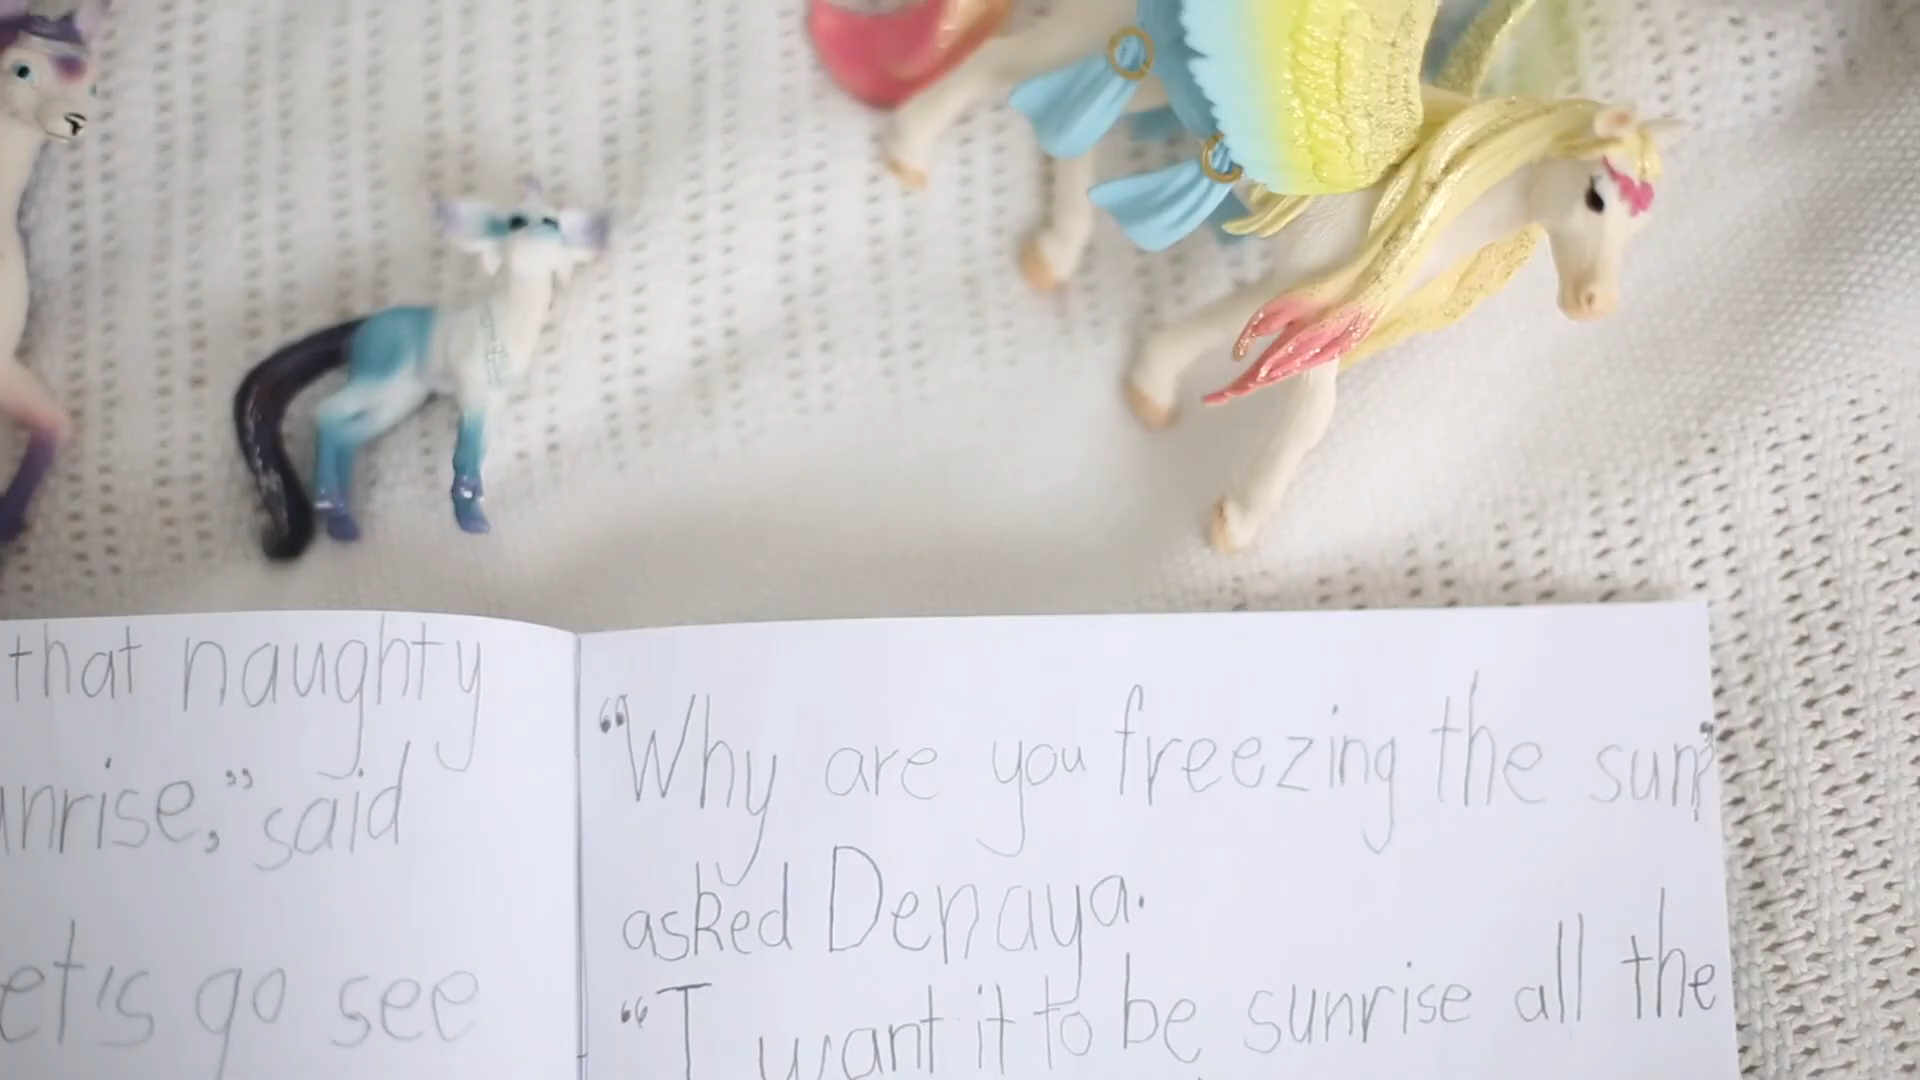 that naughty
unrise," said
et's go see
"Why are you freezing the sun?"
asked Denaya.
"I want it to be sunrise all the